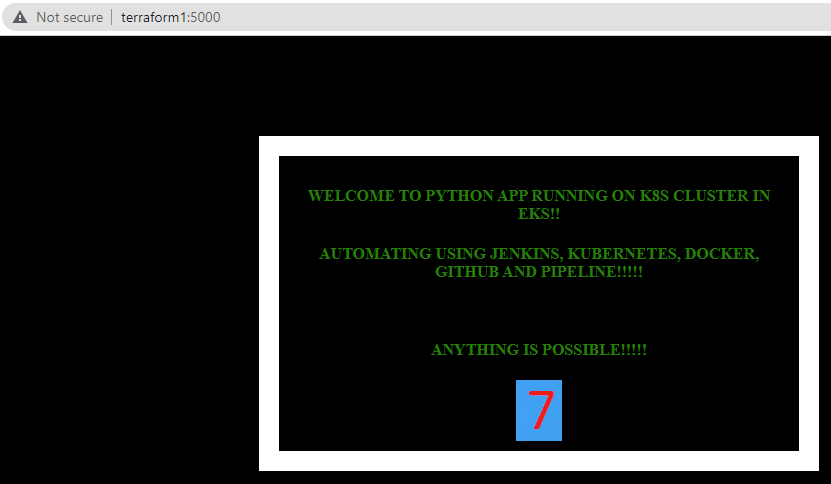 Not secure | terraform1:5000
WELCOME TO PYTHON APP RUNNING ON K8S CLUSTER IN
EKS!!
AUTOMATING USING JENKINS, KUBERNETES, DOCKER,
GITHUB AND PIPELINE!!!!!
ANYTHING IS POSSIBLE!!!!!
7